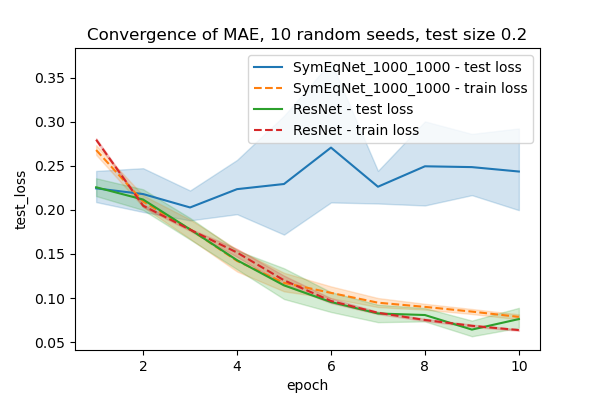 Convergence of MAE, 10 random seeds, test size 0.2
SymEqNet_1000_1000 - test loss
SymEqNet_1000_1000 - train loss
ResNet - test loss
ResNet - train loss
test_loss
0.35
0.30
0.25
0.20
0.15
0.10
0.05
2 4 6 8 10
epoch